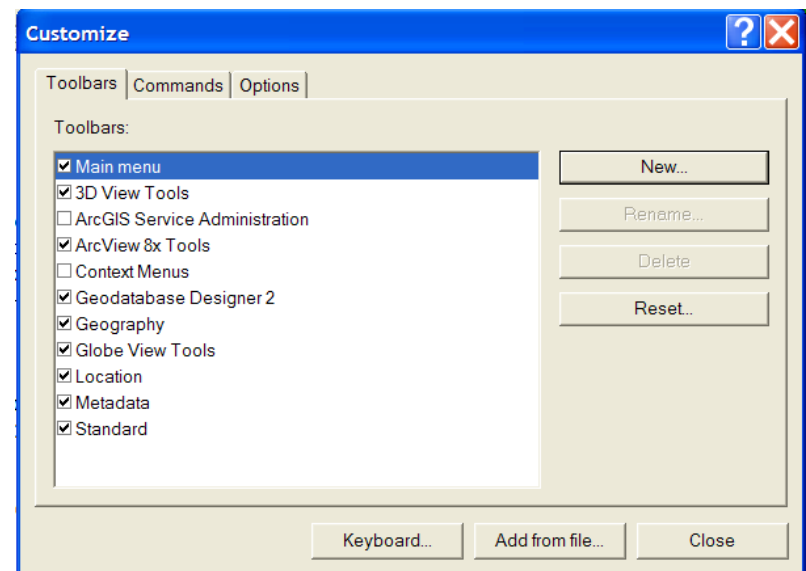 Customize
Toolbars Commands Options
Toolbars:
Main menu
3D View Tools
ArcGIS Service Administration
ArcView 8x Tools
Context Menus
Geodatabase Designer 2
Geography
Globe View Tools
Location
Metadata
Standard
New...
Rename...
Delete
Reset...
Keyboard... Add from file... Close